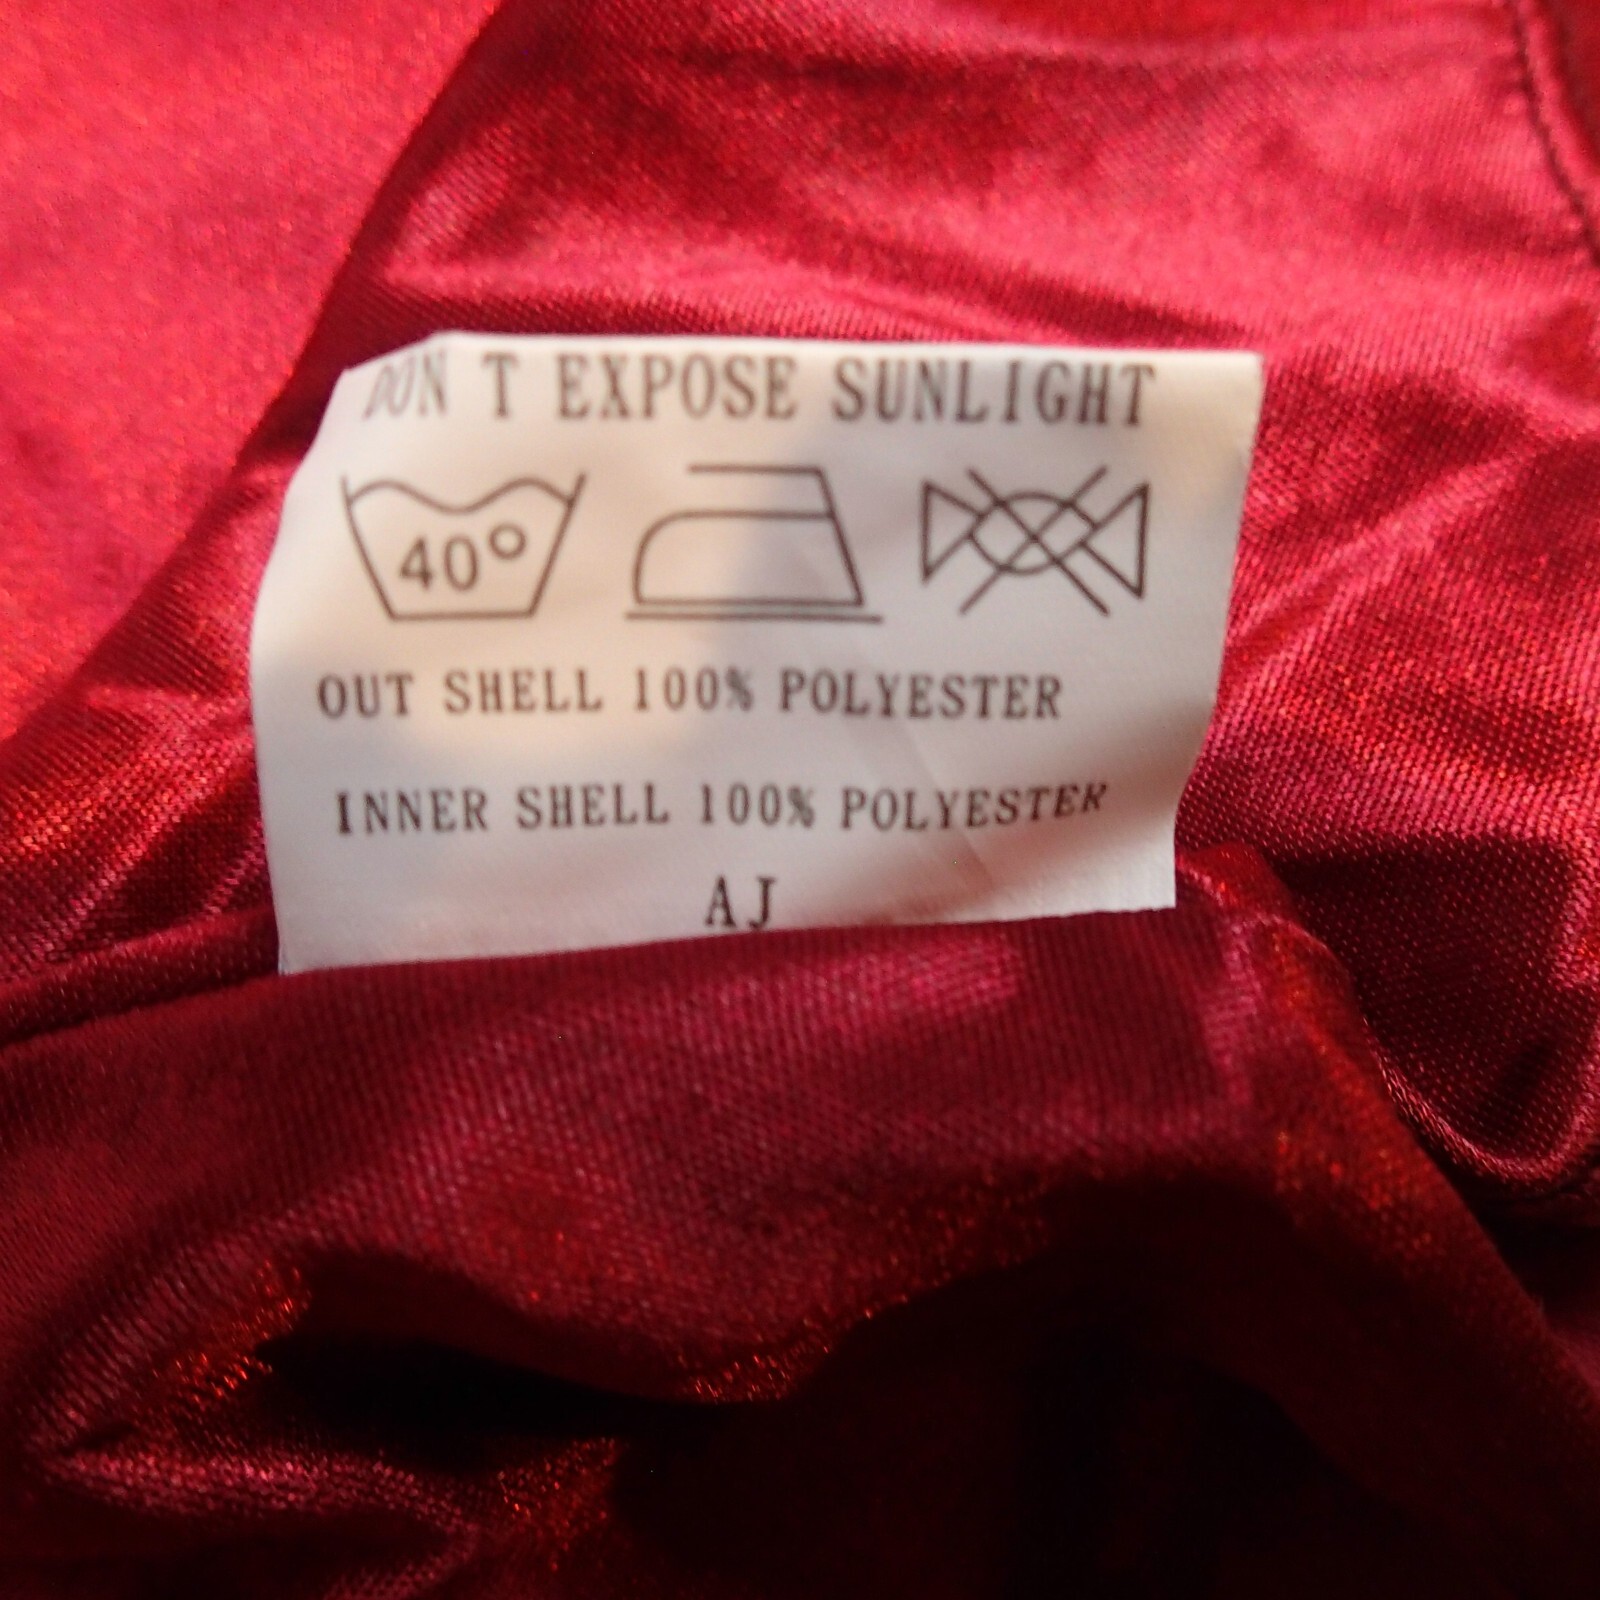 DON T EXPOSE SUNLIGHT
40°
OUT SHELL 100% POLYESTER
INNER SHELL 100% POLYESTER
AJ